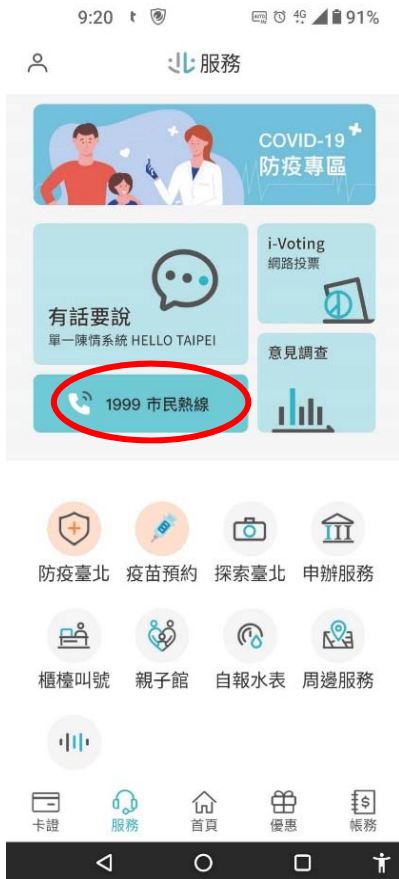 9:20 4G 91%
服務
COVID-19
防疫專區
有話要說
單一陳情系統 HELLO TAIPEI
i-Voting
網路投票
意見調查
1999 市民熱線
防疫臺北 疫苗預約 探索臺北 申辦服務
櫃檯叫號 親子館 自報水表 周邊服務
卡證 服務 首頁 優惠 帳務